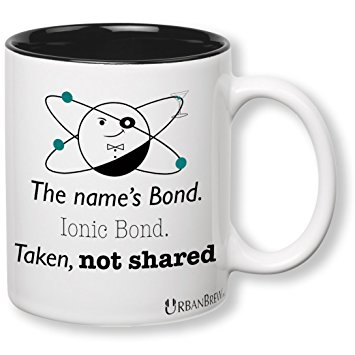 The name's Bond.
Ionic Bond.
Taken, not shared
URBANBREW